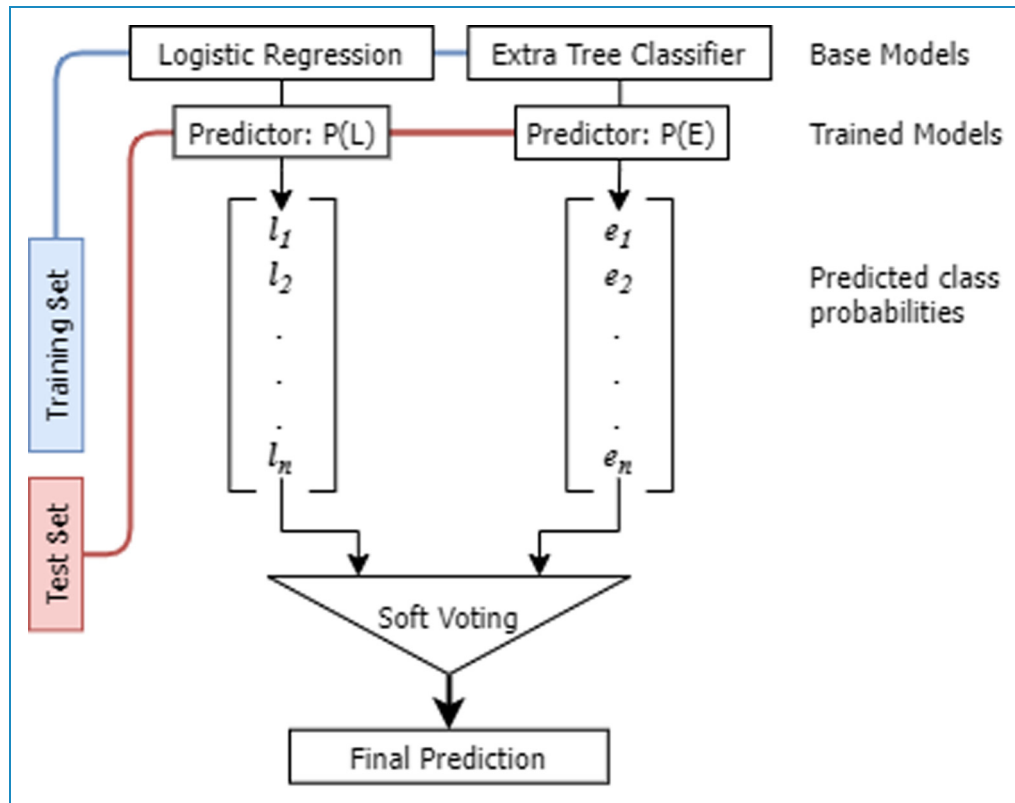 Logistic Regression
Extra Tree Classifier
Base Models
Predictor: P(L)
Predictor: P(E)
Trained Models
l1
e1
l2
e2
Predicted class
probabilities
.
.
.
.
.
.
ln
en
Training Set
Test Set
Soft Voting
Final Prediction